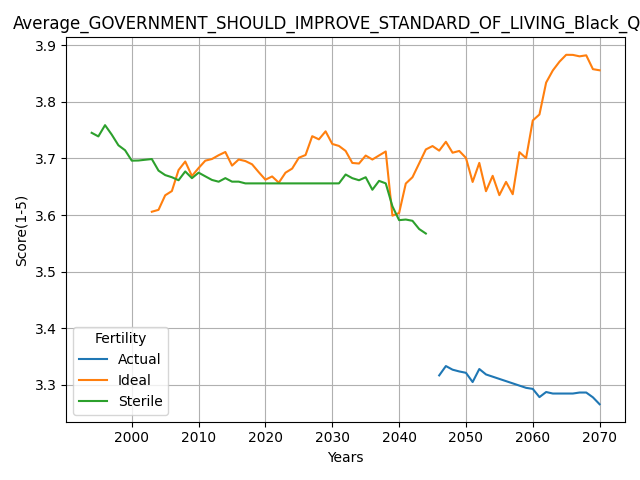 Average_GOVERNMENT_SHOULD_IMPROVE_STANDARD_OF_LIVING_Black_Q
3.9
3.8
3.7
3.6
3.5
3.4
3.3
Score(1-5)
Fertility
Actual
Ideal
Sterile
2000 2010 2020 2030 2040 2050 2060 2070
Years